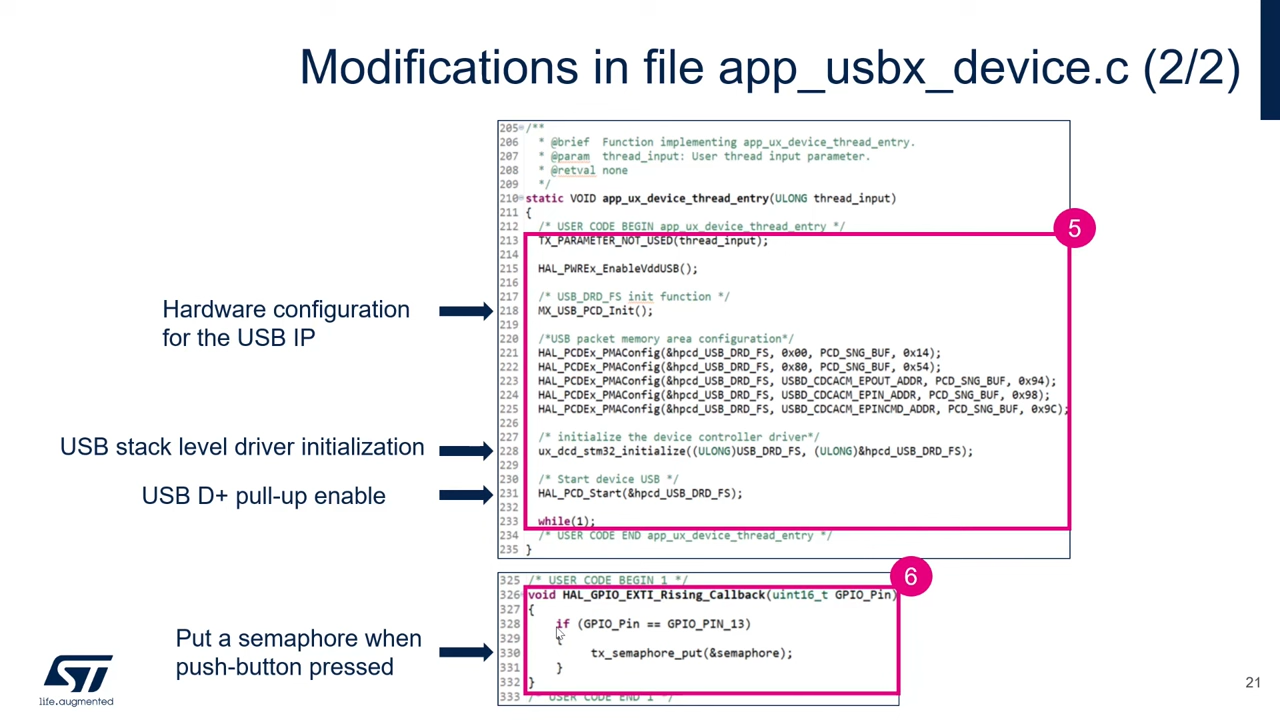 Modifications in file app_usbx_device.c (2/2)
205 /**
206 * @brief Function implementing app_ux_device_thread_entry.
207 * @param thread_input: User thread input parameter.
208 * @retval none
209 */
210 static VOID app_ux_device_thread_entry(ULONG thread_input)
211 {
212 /* USER CODE BEGIN app_ux_device_thread_entry */
213 TX_PARAMETER_NOT_USED(thread_input);
214
215 HAL_PWREx_EnableVddUSB();
216
217 /* USB_DRD_FS init function */
218 MX_USB_PCD_Init();
219
220 /*USB packet memory area configuration*/
221 HAL_PCDEx_PMAConfig(&hpcd_USB_DRD_FS, 0x00, PCD_SNG_BUF, 0x14);
222 HAL_PCDEx_PMAConfig(&hpcd_USB_DRD_FS, 0x80, PCD_SNG_BUF, 0x54);
223 HAL_PCDEx_PMAConfig(&hpcd_USB_DRD_FS, USBD_CDCACM_EPOUT_ADDR, PCD_SNG_BUF, 0x94);
224 HAL_PCDEx_PMAConfig(&hpcd_USB_DRD_FS, USBD_CDCACM_EPIN_ADDR, PCD_SNG_BUF, 0x98);
225 HAL_PCDEx_PMAConfig(&hpcd_USB_DRD_FS, USBD_CDCACM_EPINCMD_ADDR, PCD_SNG_BUF, 0x9C);
226
227 /* initialize the device controller driver*/
228 ux_dcd_stm32_initialize((ULONG)USB_DRD_FS, (ULONG)&hpcd_USB_DRD_FS);
229
230 /* Start device USB */
231 HAL_PCD_Start(&hpcd_USB_DRD_FS);
232
233 while(1);
234 /* USER CODE END app_ux_device_thread_entry */
235 }
5
Hardware configuration
for the USB IP
USB stack level driver initialization
USB D+ pull-up enable
325 /* USER CODE BEGIN 1 */
326 void HAL_GPIO_EXTI_Rising_Callback(uint16_t GPIO_Pin)
327 {
328 if (GPIO_Pin == GPIO_PIN_13)
329 {
330 tx_semaphore_put(&semaphore);
331 }
332 }
333 /* USER CODE END 1 */
6
Put a semaphore when
push-button pressed
ST
life.augmented
21